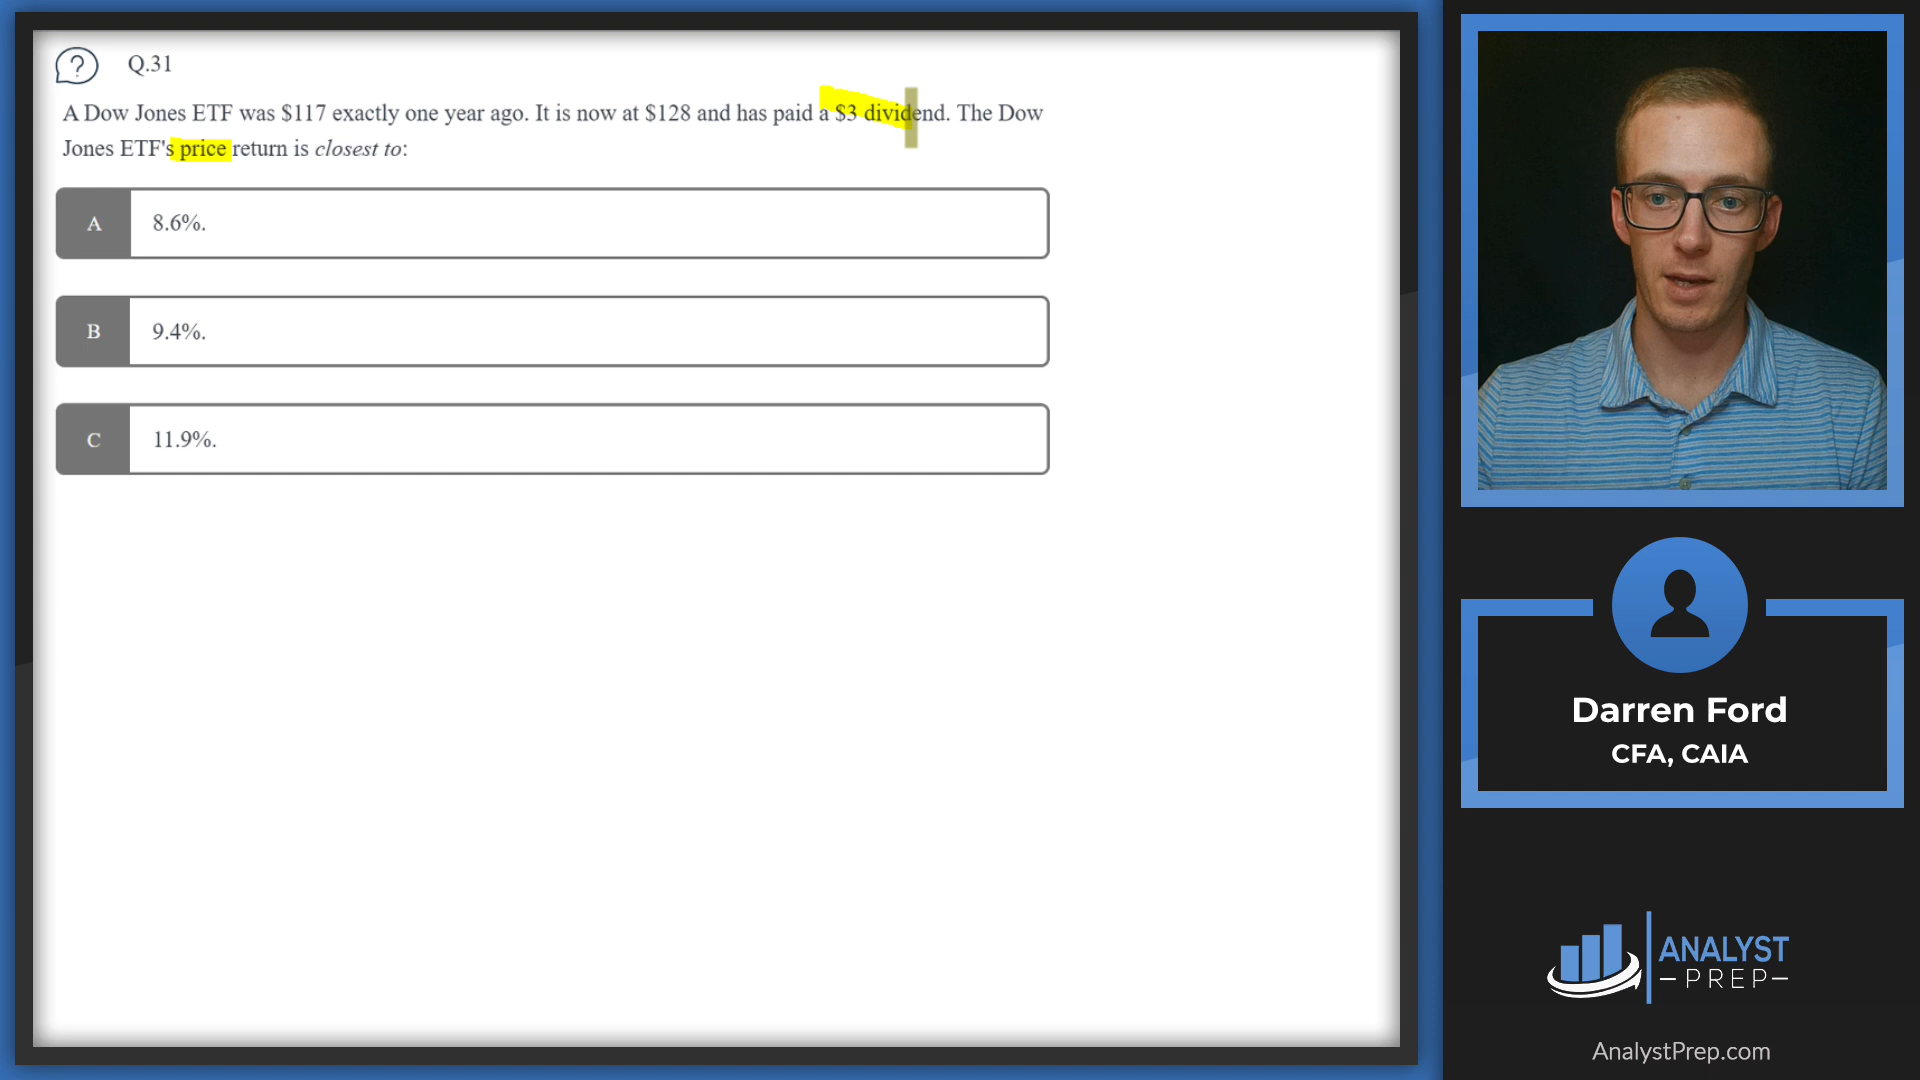 ?
Q.31
A Dow Jones ETF was $117 exactly one year ago. It is now at $128 and has paid a $3 dividend. The Dow
Jones ETF's price return is closest to:
A
8.6%.
B
9.4%.
C
11.9%.
Darren Ford
CFA, CAIA
ANALYST
PREP
AnalystPrep.com